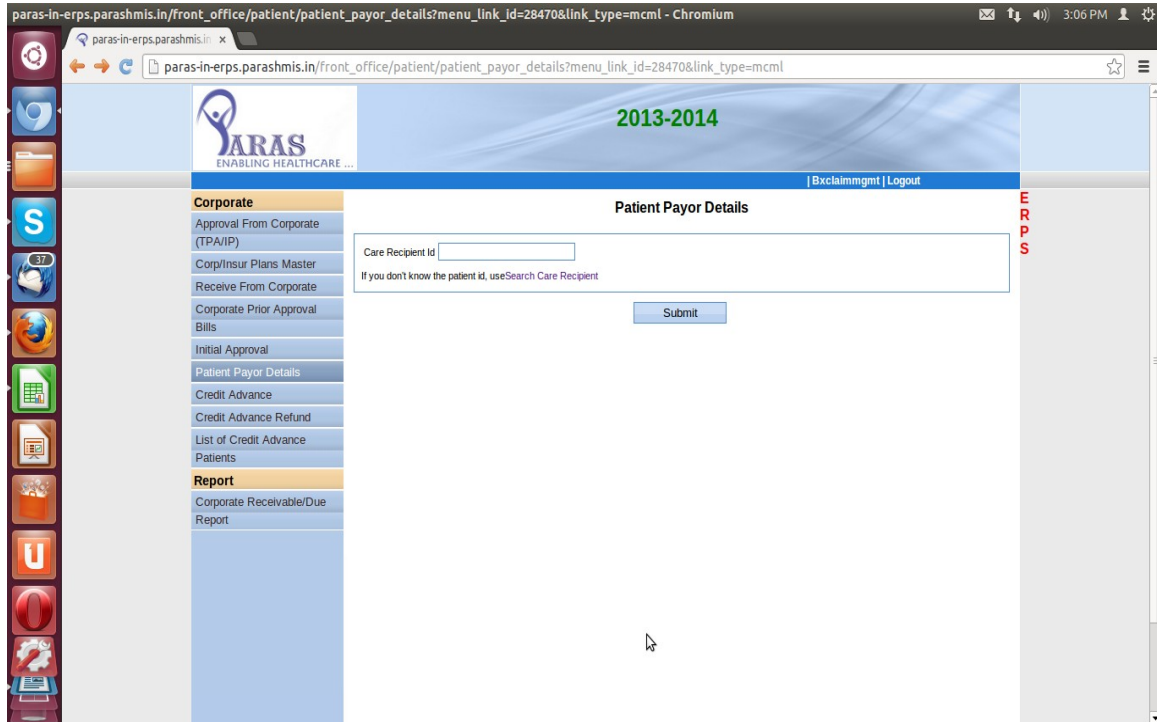 paras-in-erps.parashmis.in/front_office/patient/patient_payor_details?menu_link_id=28470&link_type=mcml - Chromium
3:06 PM
paras-in-erps.parashmis.in
paras-in-erps.parashmis.in/front_office/patient/patient_payor_details?menu_link_id=28470&link_type=mcml
PARAS
ENABLING HEALTHCARE ...
2013-2014
| Bxclaimmgmt | Logout
Corporate
Approval From Corporate
(TPA/IP)
Corp/Insur Plans Master
Receive From Corporate
Corporate Prior Approval
Bills
Initial Approval
Patient Payor Details
Credit Advance
Credit Advance Refund
List of Credit Advance
Patients
Report
Corporate Receivable/Due
Report
Patient Payor Details
Care Recipient Id
If you don't know the patient id, useSearch Care Recipient
Submit
E
R
P
S
37